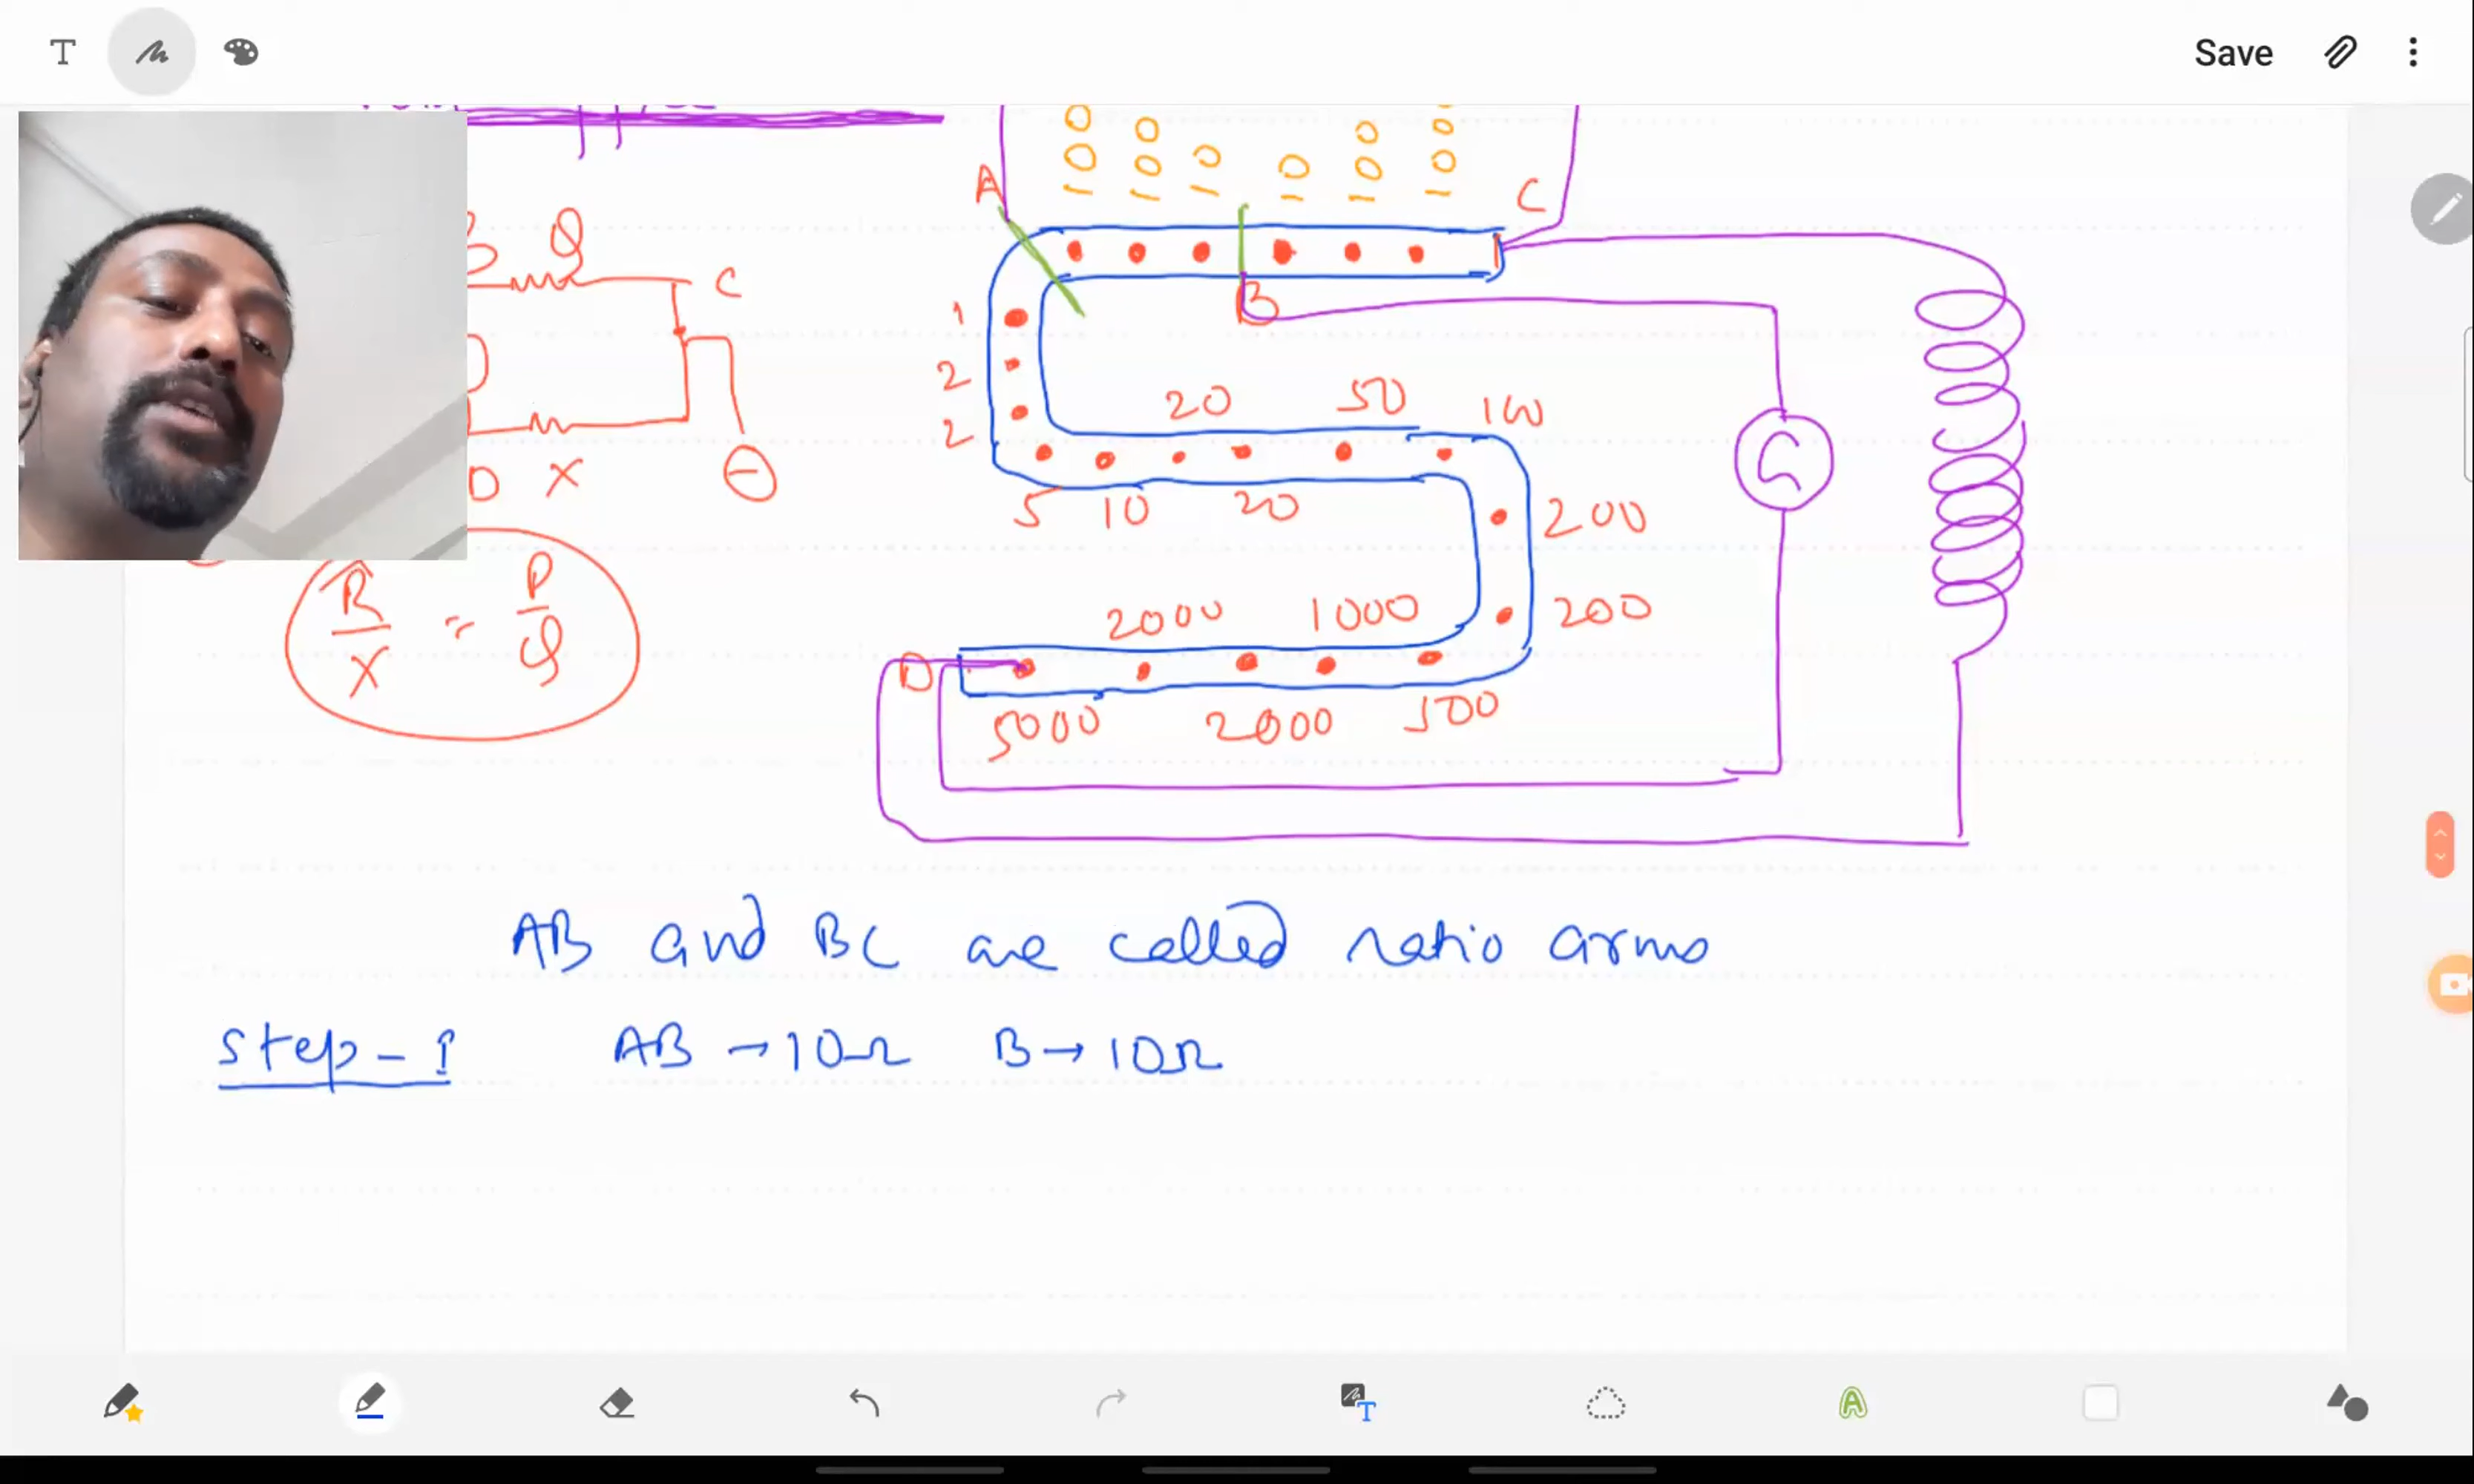 Save
A
C
Q
C
B
1
2
2
20
50
100
5
10
20
G
200
200
X
R/X = P/Q
2000
1000
D
5000
2000
500
AB and BC are called ratio arms
Step-1 AB → 10Ω B → 10Ω